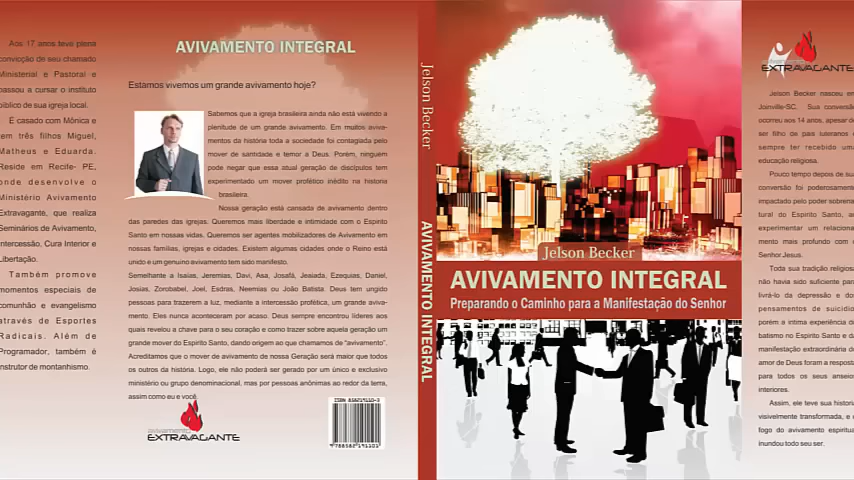 Aos 17 anos teve plena
convicção de seu chamado
Ministerial e Pastoral e
passou a cursar o instituto
bíblico de sua igreja local.
É casado com Mônica e
tem três filhos Miguel,
Matheus e Eduarda.
Reside em Recife- PE,
onde desenvolve o
Ministério Avivamento
Extravagante, que realiza
Seminários de Avivamento,
Intercessão, Cura Interior e
Libertação.
Também promove
momentos especiais de
comunhão e evangelismo
através de Esportes
Radicais. Além de
Programador, também é
instrutor de montanhismo.
AVIVAMENTO INTEGRAL
Estamos vivemos um grande avivamento hoje?
Sabemos que a igreja brasileira ainda não está vivendo a
plenitude de um grande avivamento. Em muitos aviva-
mentos da história toda a sociedade foi contagiada pelo
mover de santidade e temor a Deus. Porém, ninguém
pode negar que essa atual geração de discípulos tem
experimentado um mover profético inédito na historia
brasileira.
Nossa geração está cansada de avivamento dentro
das paredes das igrejas. Queremos mais liberdade e intimidade com o Espirito
Santo em nossas vidas. Queremos ser agentes mobilizadores de Avivamento em
nossas famílias, igrejas e cidades. Existem algumas cidades onde o Reino está
unido e um genuino avivamento tem sido manifesto.
Semelhante a Isaías, Jeremias, Davi, Asa, Josafá, Jeaiada, Ezequias, Daniel,
Josias, Zorobabel, Joel, Esdras, Neemias ou João Batista. Deus tem ungido
pessoas para trazerem a luz, mediante a intercessão profética, um grande aviva-
mento. Eles nunca aconteceram por acaso. Deus sempre encontrou líderes aos
quais revelou a chave para o seu coração e como trazer sobre aquela geração um
grande mover do Espírito Santo, dando origem ao que chamamos de “avivamento”.
Acreditamos que o mover de avivamento de nossa Geração será maior que todos
os outros da história. Logo, ele não poderá ser gerado por um único e exclusivo
ministério ou grupo denominacional, mas por pessoas anônimas ao redor da terra,
assim como eu e você.
avivamento
EXTRAVAGANTE
ISBN 858219110-3
9788582191101
Jelson Becker
AVIVAMENTO INTEGRAL
Jelson Becker
AVIVAMENTO INTEGRAL
Preparando o Caminho para a Manifestação do Senhor
EXTRAVAGANTE
Jelson Becker nasceu em
Joinville-SC. Sua conversão
ocorreu aos 14 anos, apesar de
ser filho de pais luteranos e
sempre ter recebido uma
educação religiosa.
Pouco tempo depois de sua
conversão foi poderosamente
impactado pelo poder sobrena-
tural do Espirito Santo, ao
experimentar um relaciona-
mento mais profundo com o
Senhor Jesus.
Toda sua tradição religiosa
não havia sido suficiente para
livrá-lo da depressão e dos
pensamentos de suicídio,
porém a intima experiência do
batismo no Espírito Santo e da
manifestação extraordinária do
amor de Deus foram a resposta
para todos os seus anseios
interiores.
Assim, ele teve sua historia
visivelmente transformada, e o
fogo do avivamento espiritual
inundou todo seu ser.